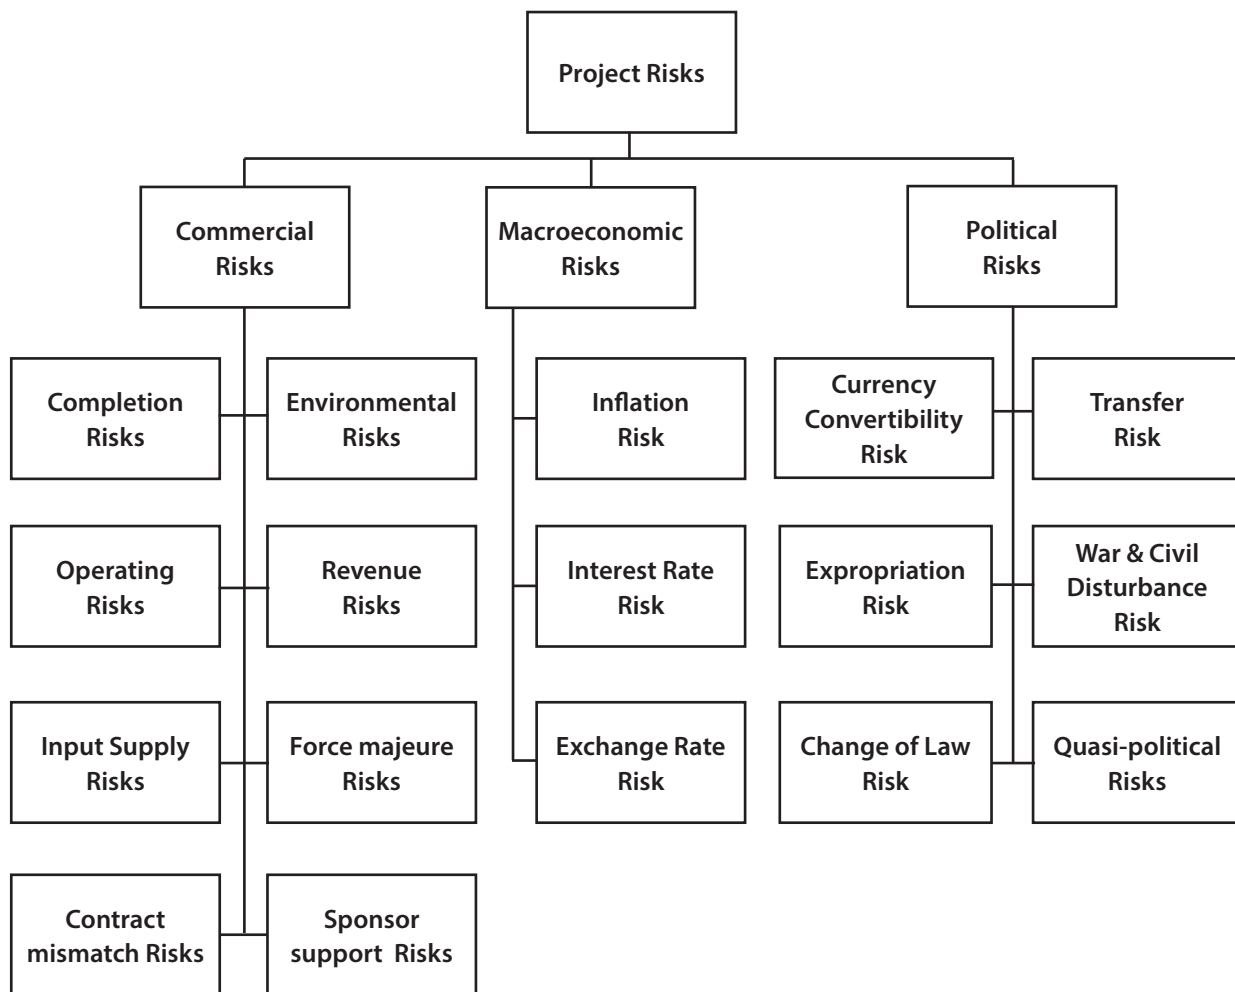 Project Risks
Commercial
Risks
Macroeconomic
Risks
Political
Risks
Completion
Risks
Environmental
Risks
Inflation
Risk
Currency
Convertibility
Risk
Transfer
Risk
Operating
Risks
Revenue
Risks
Interest Rate
Risk
Expropriation
Risk
War & Civil
Disturbance
Risk
Input Supply
Risks
Force majeure
Risks
Exchange Rate
Risk
Change of Law
Risk
Quasi-political
Risks
Contract
mismatch Risks
Sponsor
support Risks